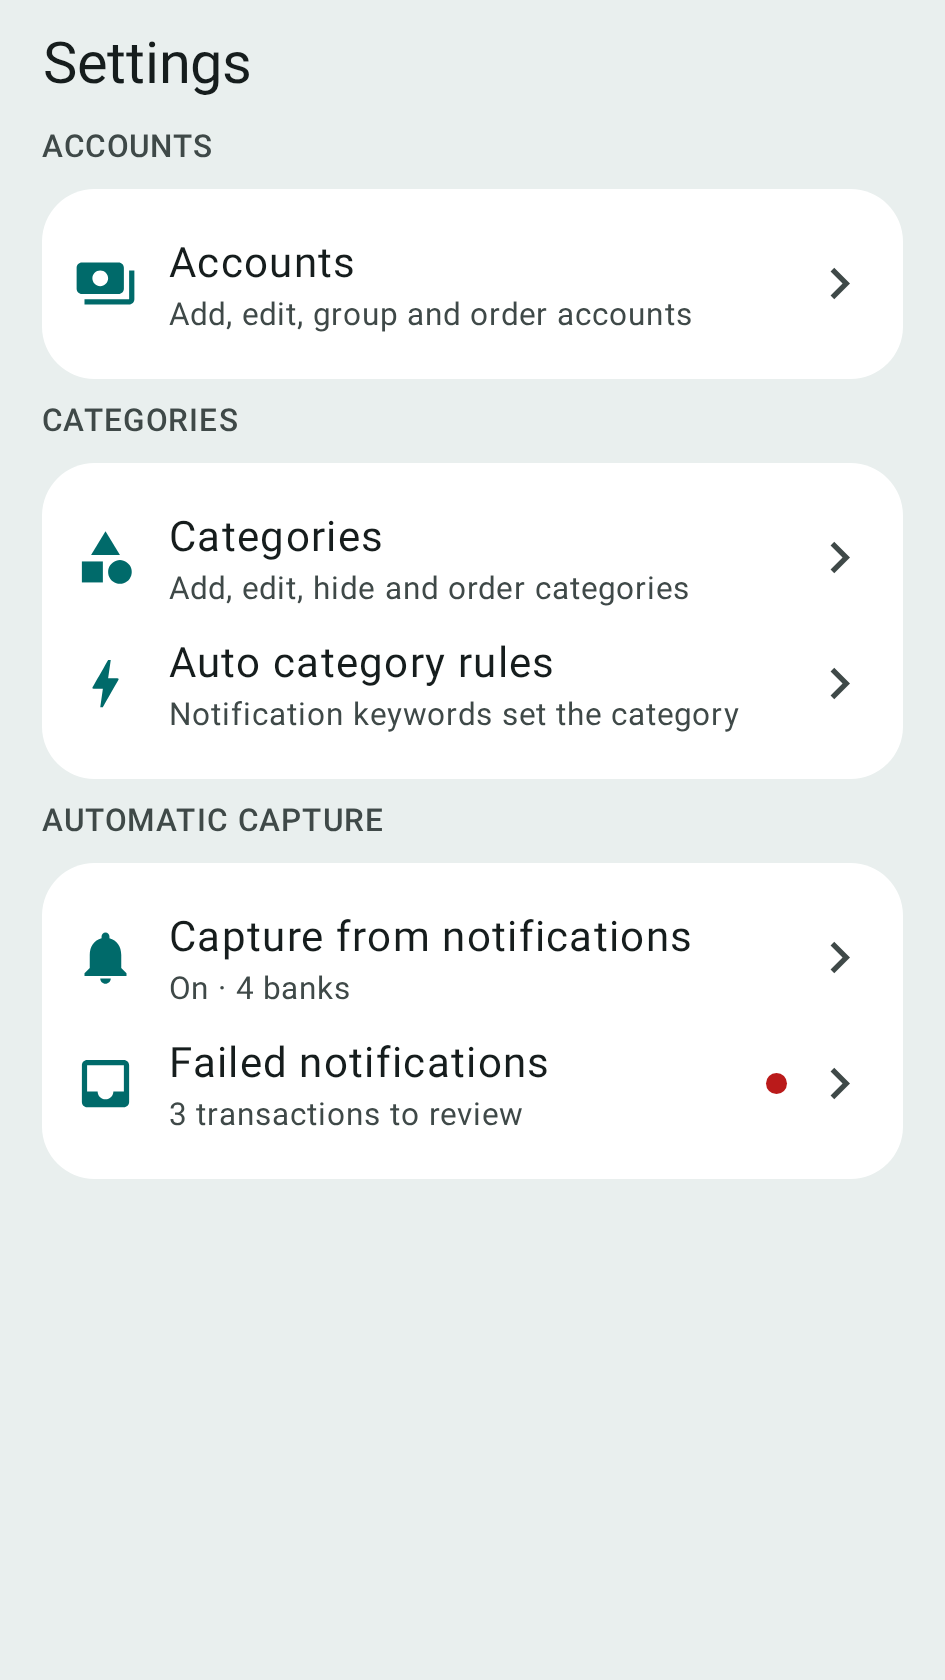 Settings
ACCOUNTS
Accounts
Add, edit, group and order accounts
CATEGORIES
Categories
Add, edit, hide and order categories
Auto category rules
Notification keywords set the category
AUTOMATIC CAPTURE
Capture from notifications
On · 4 banks
Failed notifications
3 transactions to review